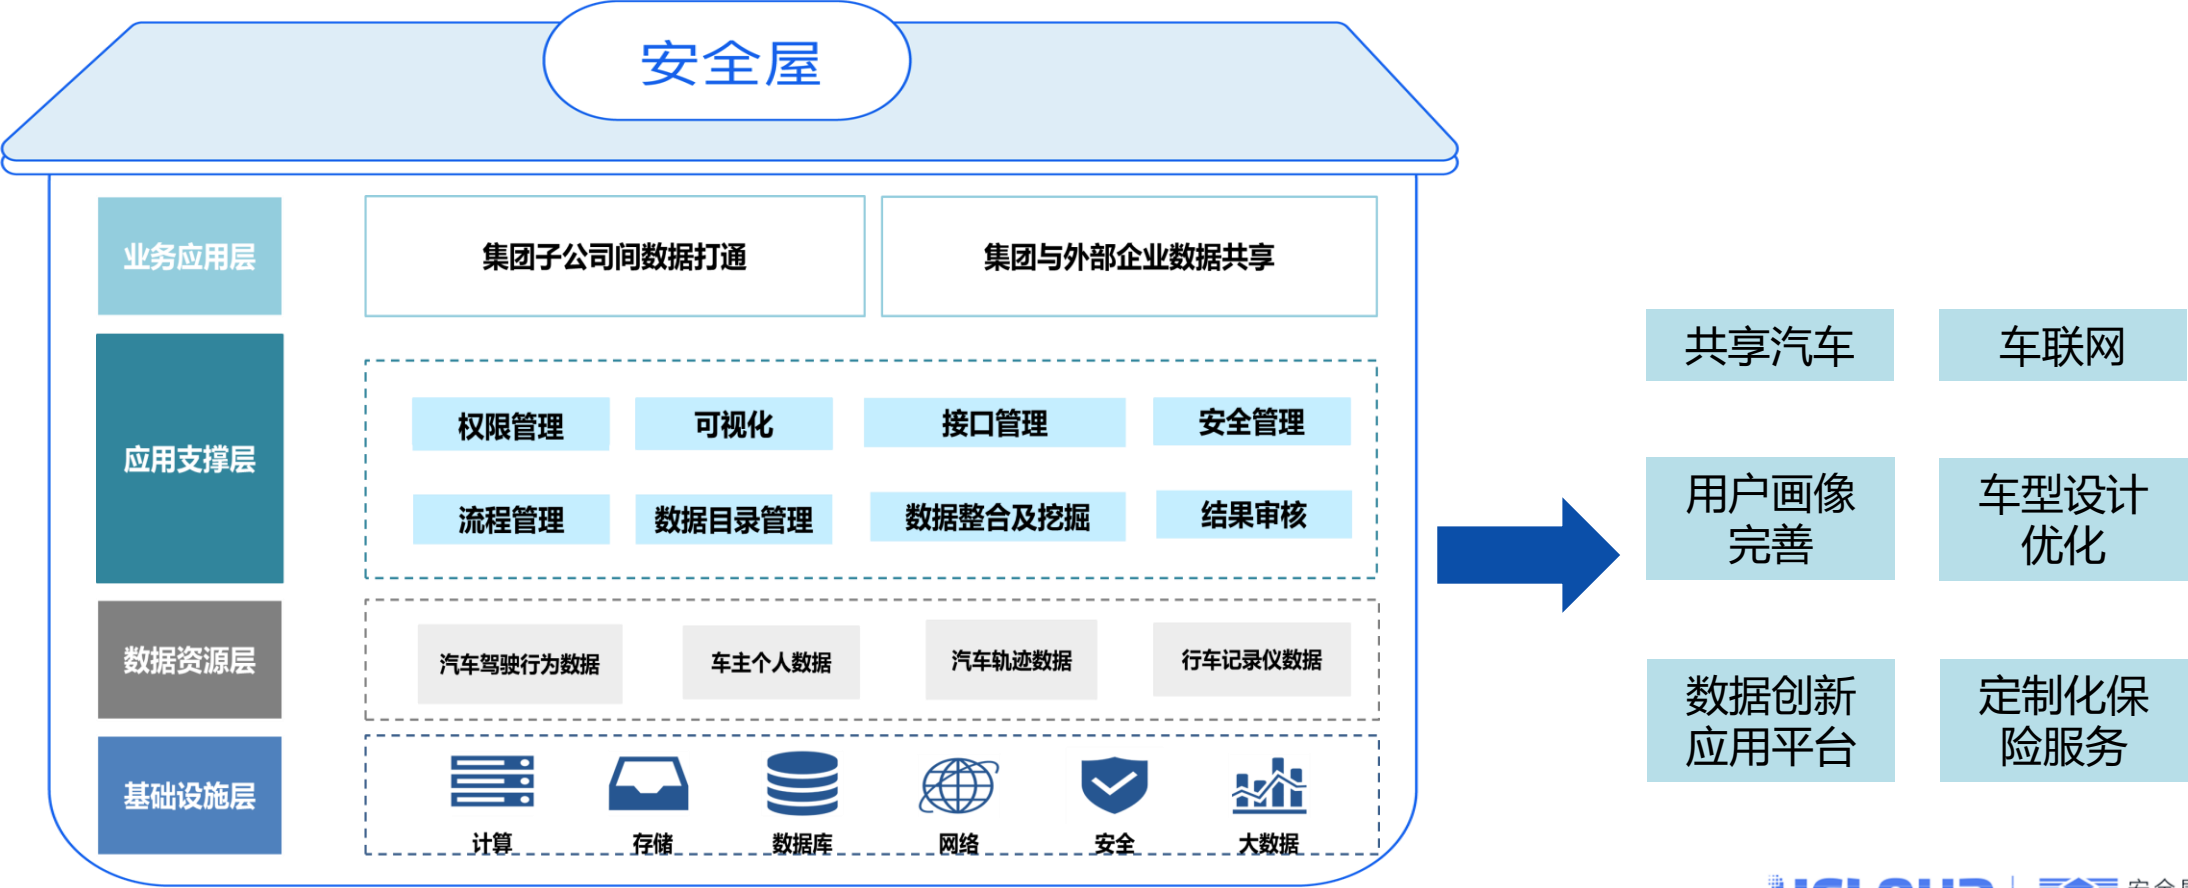 安全屋
业务应用层
集团子公司间数据打通
集团与外部企业数据共享
应用支撑层
权限管理
可视化
接口管理
安全管理
流程管理
数据目录管理
数据整合及挖掘
结果审核
数据资源层
汽车驾驶行为数据
车主个人数据
汽车轨迹数据
行车记录仪数据
基础设施层
计算
存储
数据库
网络
安全
大数据
共享汽车
车联网
用户画像
完善
车型设计
优化
数据创新
应用平台
定制化保
险服务